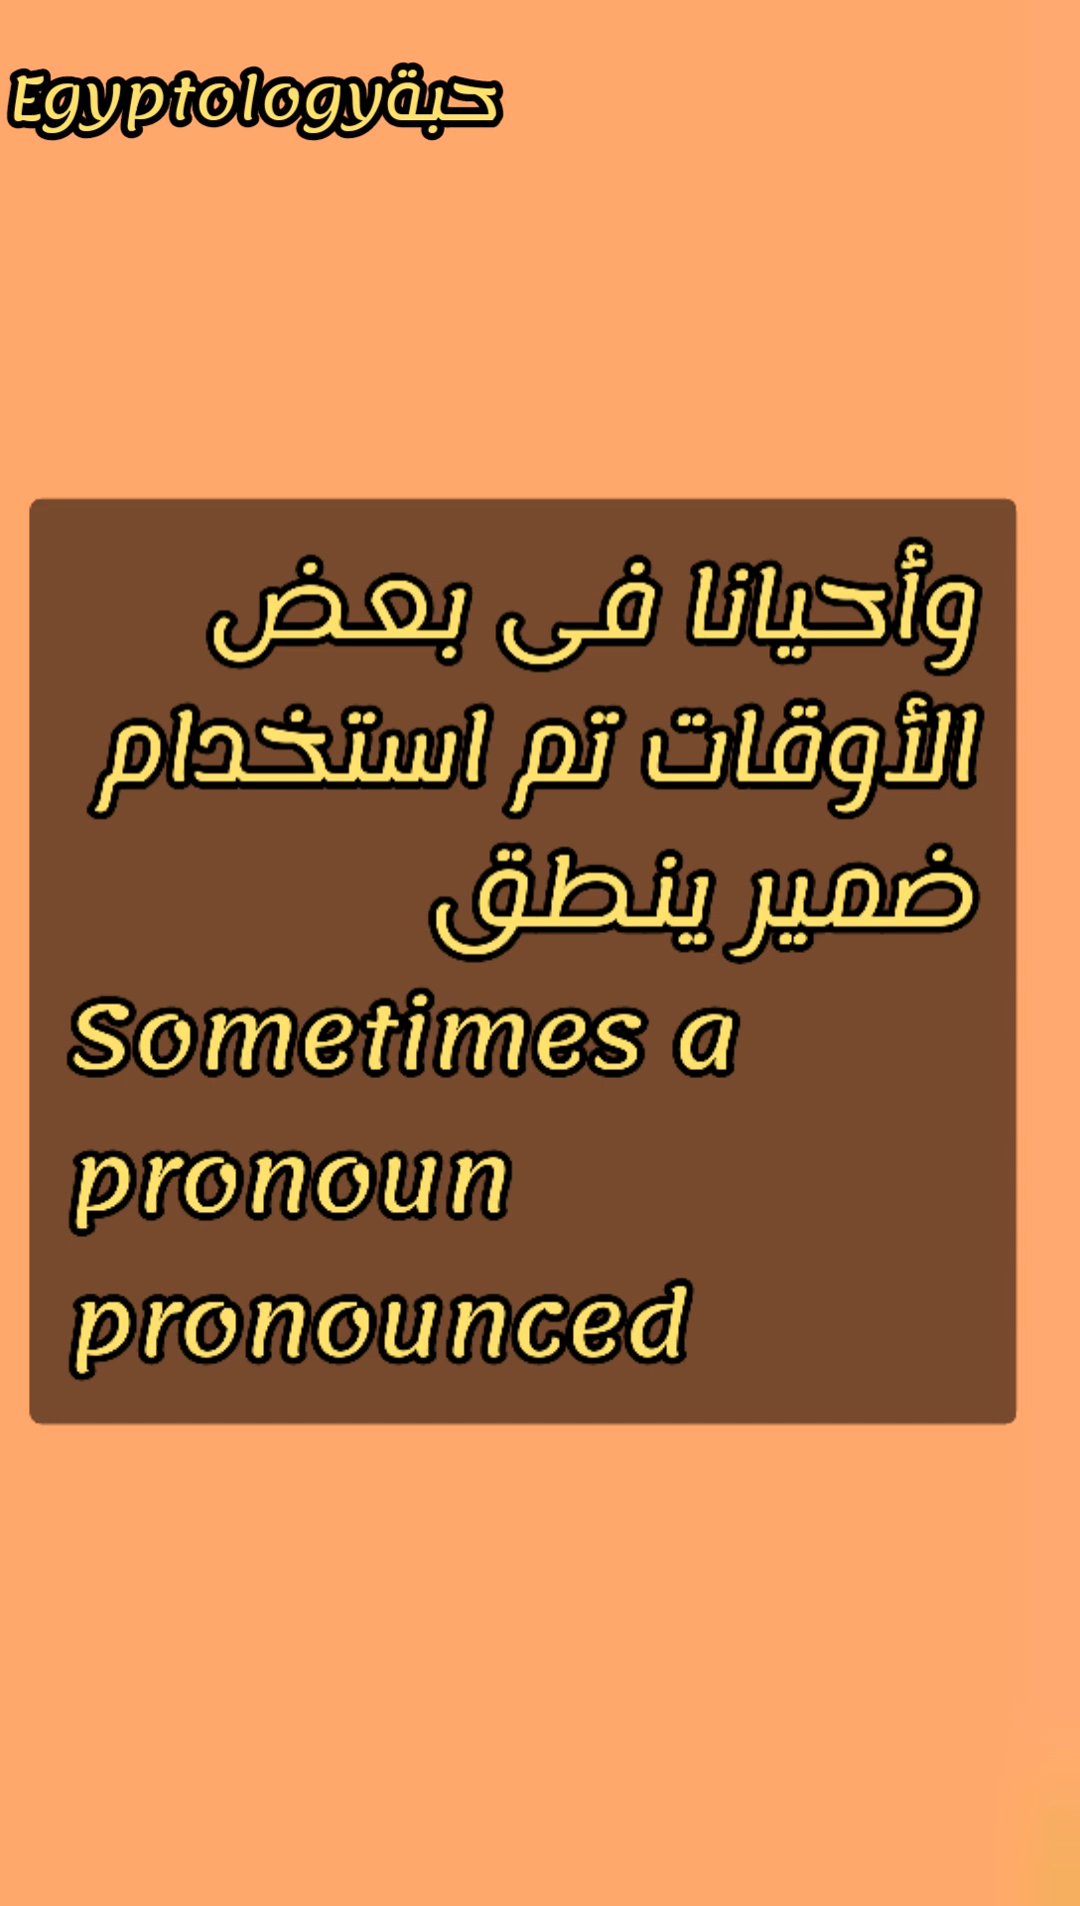 Egyptologyحبة
وأحيانا فى بعض
الأوقات تم استخدام
ضمير ينطق
Sometimes a
pronoun
pronounced